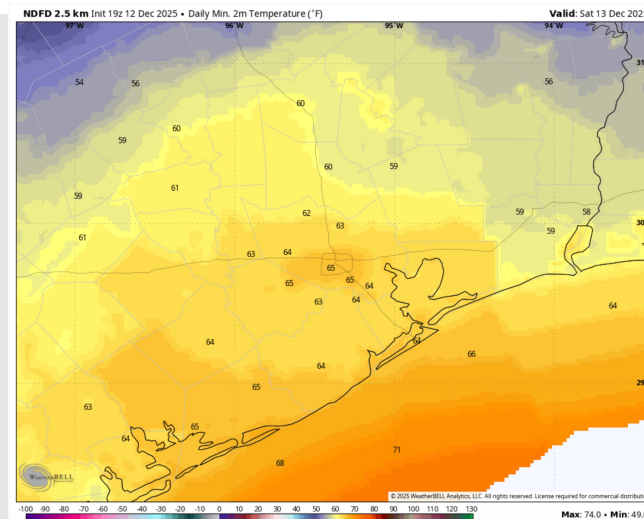 NDFD 2.5 km Init 19z 12 Dec 2025 • Daily Min. 2m Temperature (°F) Valid: Sat 13 Dec 202
97°W 96°W 95°W 94°W
31
54 56 56
60
60
59
60 59
59 61
62 59 58
63 59 30
61
63 64
65
65 65 64
63 64 64
64 64
66
64
65 29
63
65
64
71
68
WEATHERBELL
© 2025 WeatherBELL Analytics, LLC. All rights reserved. License required for commercial distributi
-100 -90 -80 -70 -60 -50 -40 -30 -20 -10 0 10 20 30 40 50 60 70 80 90 100 110 120 130
Max: 74.0 • Min: 49